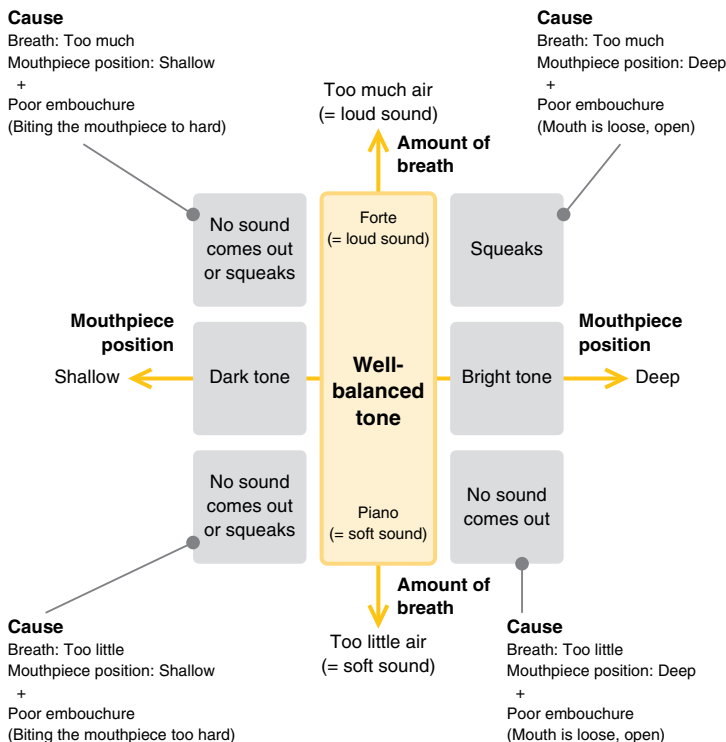 Cause
Breath: Too much
Mouthpiece position: Shallow
+
Poor embouchure
(Biting the mouthpiece to hard)
Cause
Breath: Too much
Mouthpiece position: Deep
+
Poor embouchure
(Mouth is loose, open)
Too much air
(= loud sound)
Amount of
breath
No sound
comes out
or squeaks
Forte
(= loud sound)
Squeaks
Mouthpiece
position
Shallow
Dark tone
Well-
balanced
tone
Bright tone
Mouthpiece
position
Deep
No sound
comes out
or squeaks
Piano
(= soft sound)
No sound
comes out
Amount of
breath
Too little air
(= soft sound)
Cause
Breath: Too little
Mouthpiece position: Shallow
+
Poor embouchure
(Biting the mouthpiece too hard)
Cause
Breath: Too little
Mouthpiece position: Deep
+
Poor embouchure
(Mouth is loose, open)